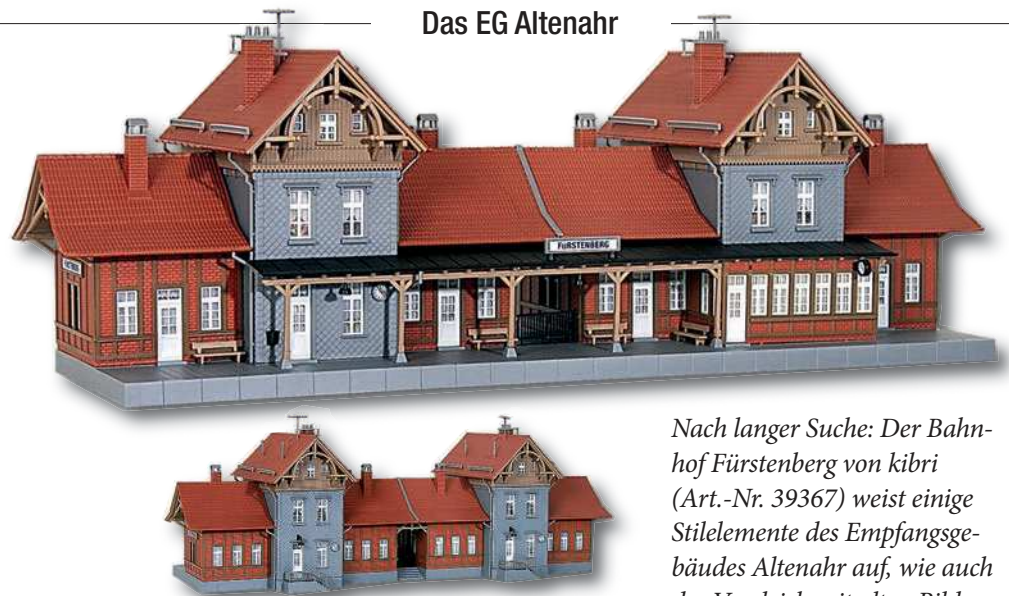 Das EG Altenahr
FÜRSTENBERG
Nach langer Suche: Der Bahn-
hof Fürstenberg von kibri
(Art.-Nr. 39367) weist einige
Stilelemente des Empfangsge-
bäudes Altenahr auf, wie auch